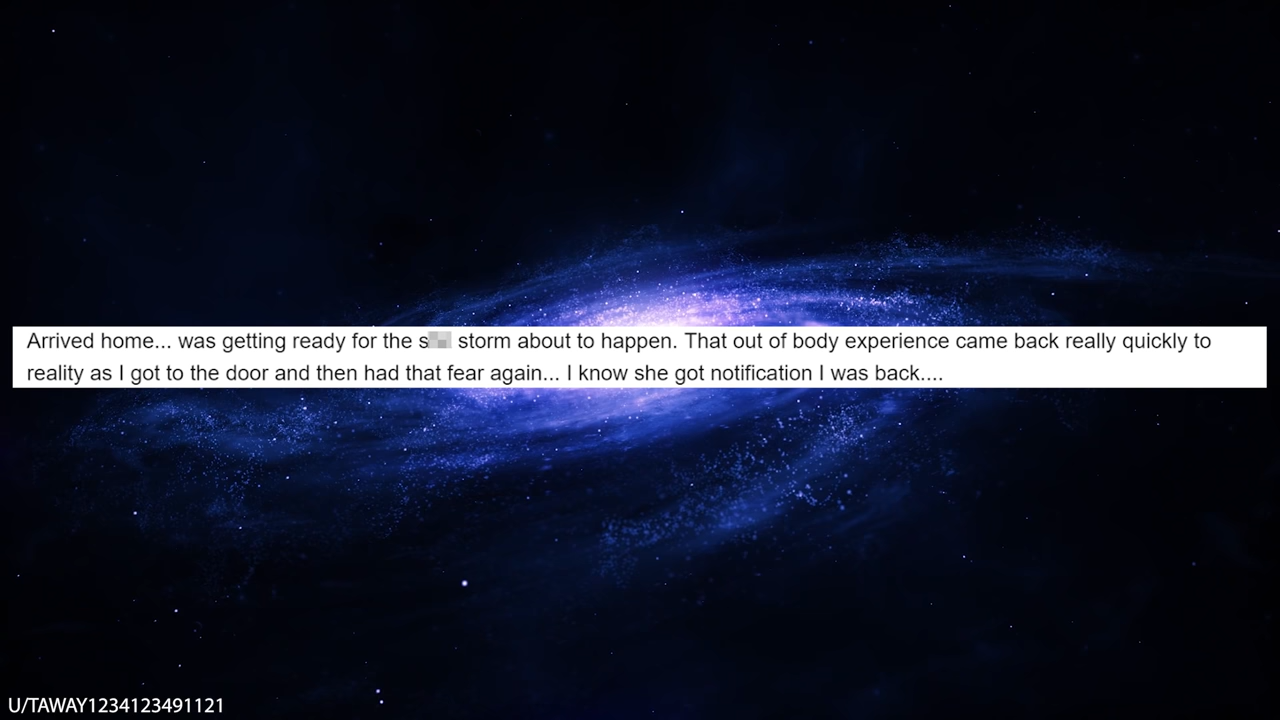 Arrived home... was getting ready for the s storm about to happen. That out of body experience came back really quickly to
reality as I got to the door and then had that fear again... I know she got notification I was back....
U/TAWAY1234123491121